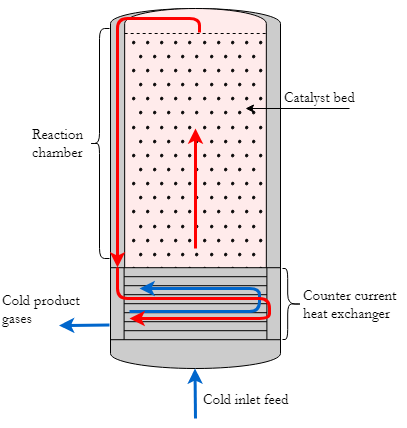 Catalyst bed
Reaction
chamber
Cold product
gases
Counter current
heat exchanger
Cold inlet feed